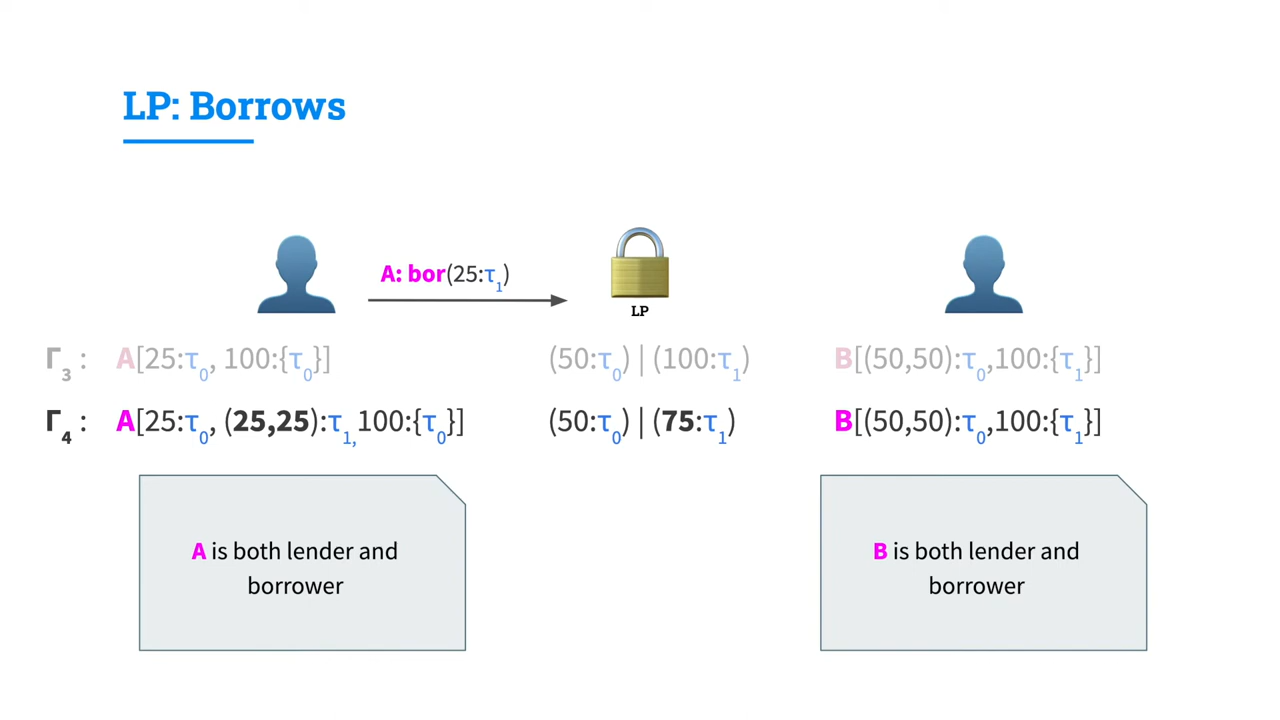 LP: Borrows
A: bor(25:τ₁)
LP
Γ₃ : A[25:τ₀, 100:{τ₀}] (50:τ₀) | (100:τ₁) B[(50,50):τ₀,100:{τ₁}]
Γ₄ : A[25:τ₀, (25,25):τ₁,100:{τ₀}] (50:τ₀) | (75:τ₁) B[(50,50):τ₀,100:{τ₁}]
A is both lender and
borrower
B is both lender and
borrower